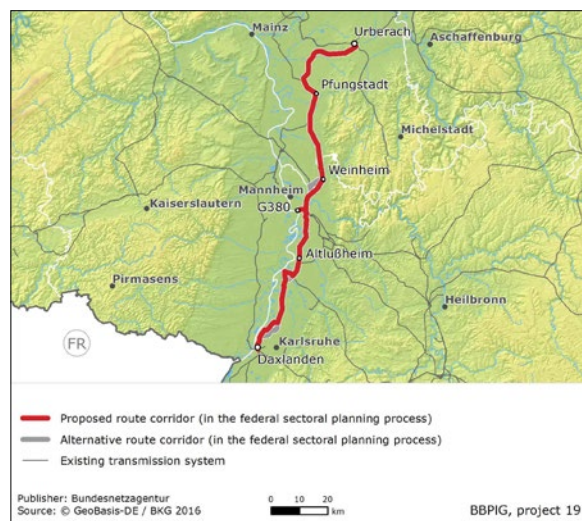 Mainz
Urberach
Aschaffenburg
Pfungstadt
Michelstadt
Weinheim
Mannheim
Kaiserslautern
G380
Altlußheim
Pirmasens
Heilbronn
FR
Karlsruhe
Daxlanden
Proposed route corridor (in the federal sectoral planning process)
Alternative route corridor (in the federal sectoral planning process)
Existing transmission system
Publisher: Bundesnetzagentur
Source: © GeoBasis-DE / BKG 2016
0 10 20
km
BBPlG, project 19